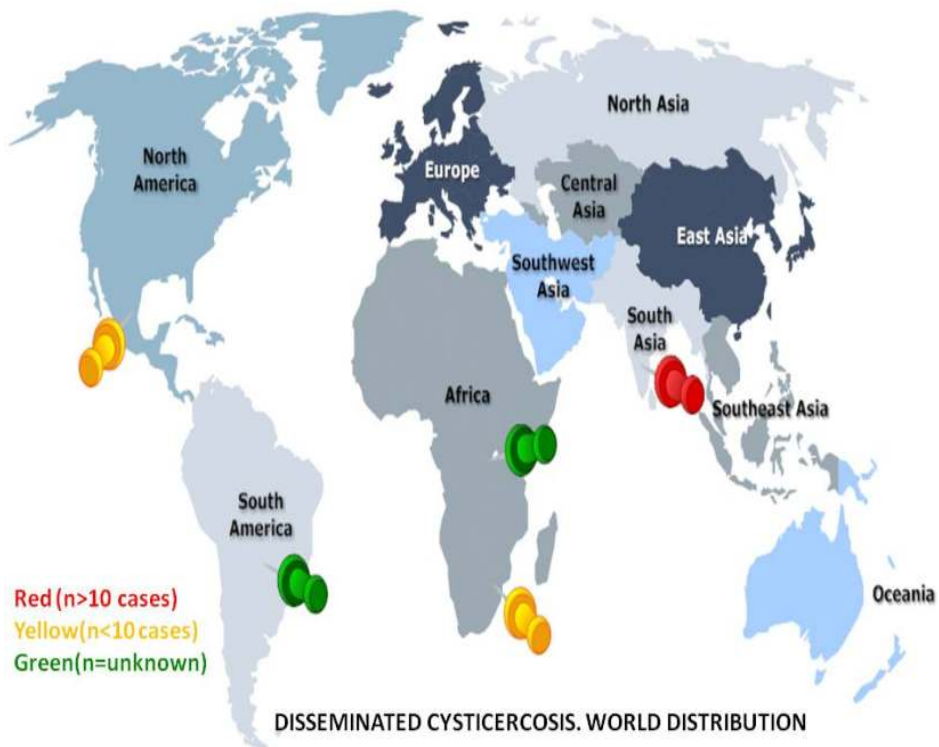 North Asia
North
America
Europe
Central
Asia
East Asia
Southwest
Asia
South
Asia
Africa
Southeast Asia
South
America
Oceania
Red (n>10 cases)
Yellow(n<10 cases)
Green(n=unknown)
DISSEMINATED CYSTICERCOSIS. WORLD DISTRIBUTION